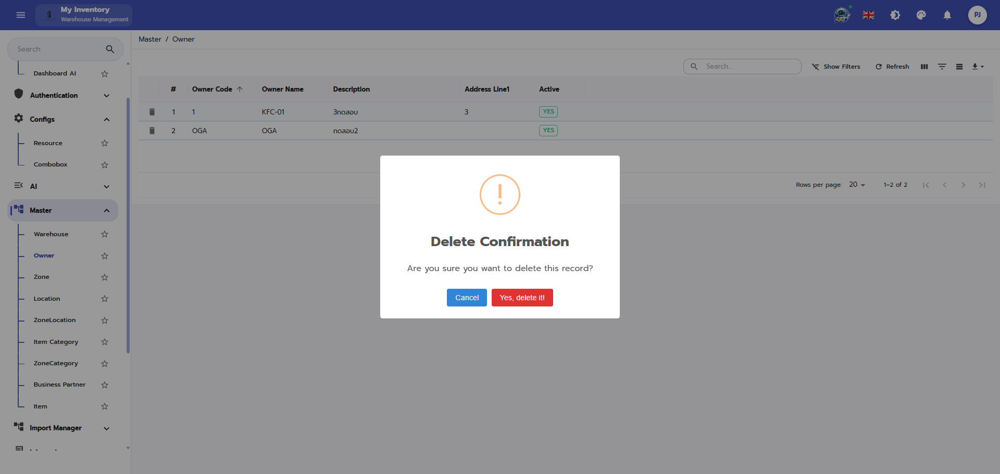 My Inventory
Warehouse Management
PJ
Search
Dashboard AI
Authentication
Configs
Resource
Combobox
AI
Master
Warehouse
Owner
Zone
Location
ZoneLocation
Item Category
ZoneCategory
Business Partner
Item
Import Manager
Master / Owner
Search...
Show Filters
Refresh
# Owner Code Owner Name Description Address Line1 Active
1 1 KFC-01 3ทดสอบ 3 YES
2 OGA OGA ทดสอบ2 YES
Rows per page: 20 1–2 of 2
Delete Confirmation
Are you sure you want to delete this record?
Cancel
Yes, delete it!